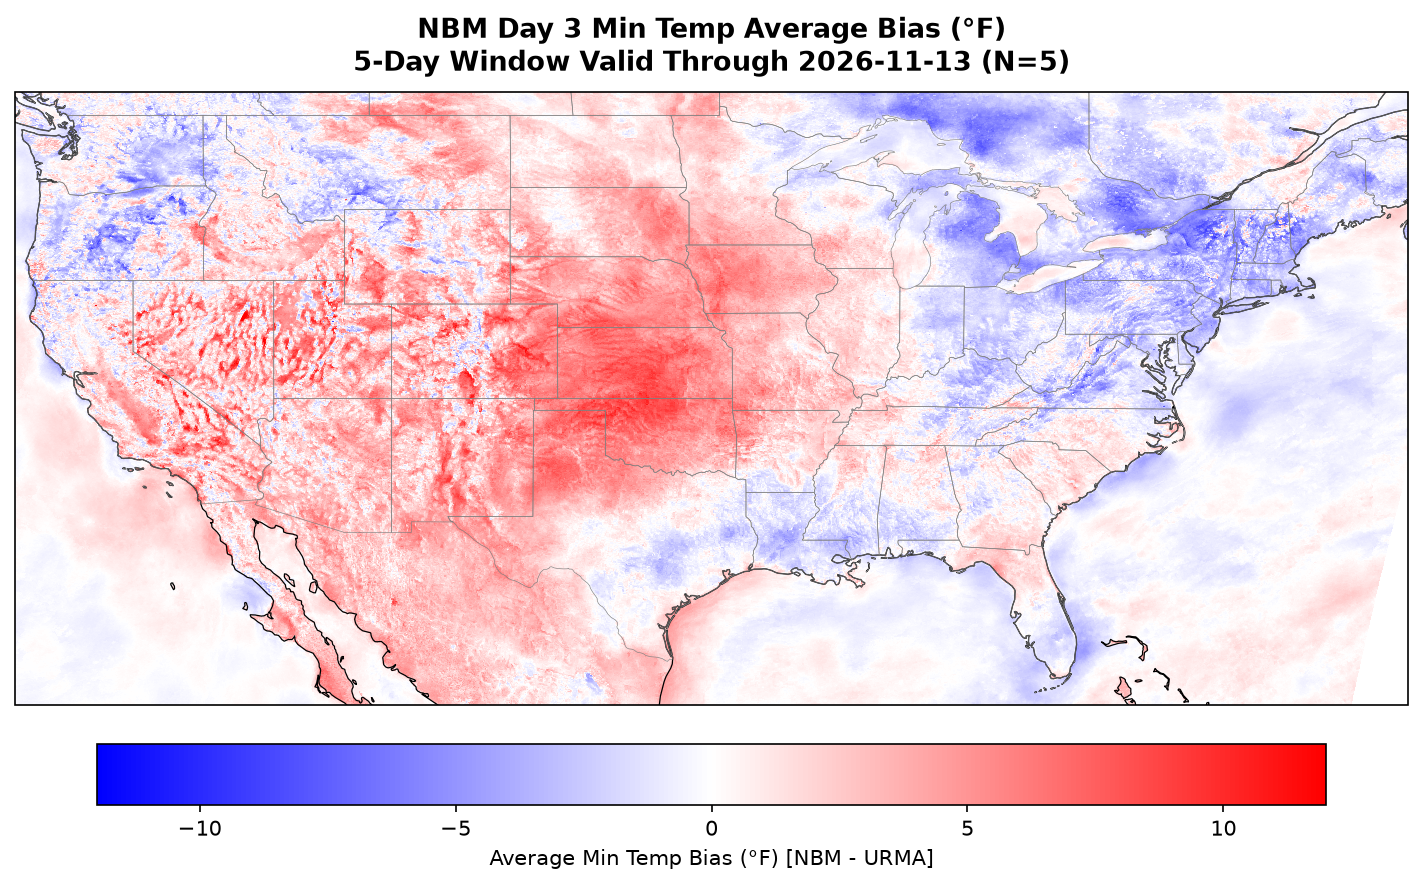 NBM Day 3 Min Temp Average Bias (°F)
5-Day Window Valid Through 2026-11-13 (N=5)
−10 −5 0 5 10
Average Min Temp Bias (°F) [NBM - URMA]